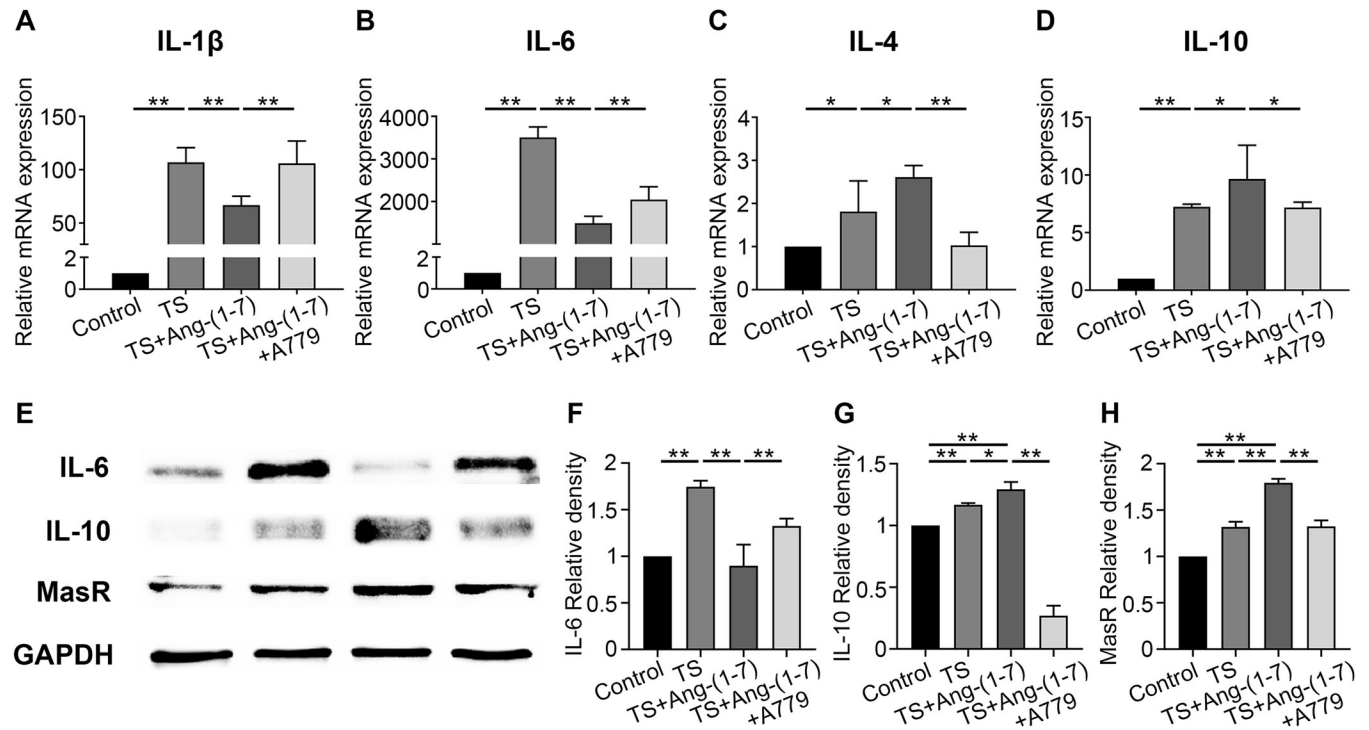 A
IL-1β
Relative mRNA expression
150
100
50
2
0
** ** **
Control
TS
TS+Ang-(1-7)
TS+Ang-(1-7)
+A779
B
IL-6
Relative mRNA expression
4000
3000
2000
2
0
** ** **
Control
TS
TS+Ang-(1-7)
TS+Ang-(1-7)
+A779
C
IL-4
Relative mRNA expression
4
3
2
1
0
* * **
Control
TS
TS+Ang-(1-7)
TS+Ang-(1-7)
+A779
D
IL-10
Relative mRNA expression
15
10
5
0
** * *
Control
TS
TS+Ang-(1-7)
TS+Ang-(1-7)
+A779
E
IL-6
IL-10
MasR
GAPDH
F
IL-6 Relative density
2
1.5
1
0.5
0
** ** **
Control
TS
TS+Ang-(1-7)
TS+Ang-(1-7)
+A779
G
IL-10 Relative density
1.5
1
0.5
0
**
** * **
Control
TS
TS+Ang-(1-7)
TS+Ang-(1-7)
+A779
H
MasR Relative density
2
1.5
1
0.5
0
**
** ** **
Control
TS
TS+Ang-(1-7)
TS+Ang-(1-7)
+A779